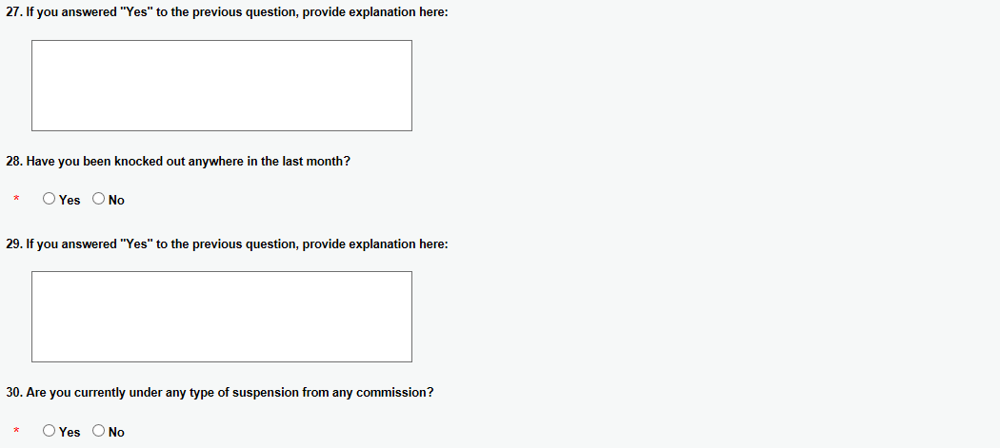 27. If you answered "Yes" to the previous question, provide explanation here:
28. Have you been knocked out anywhere in the last month?
* Yes No
29. If you answered "Yes" to the previous question, provide explanation here:
30. Are you currently under any type of suspension from any commission?
* Yes No